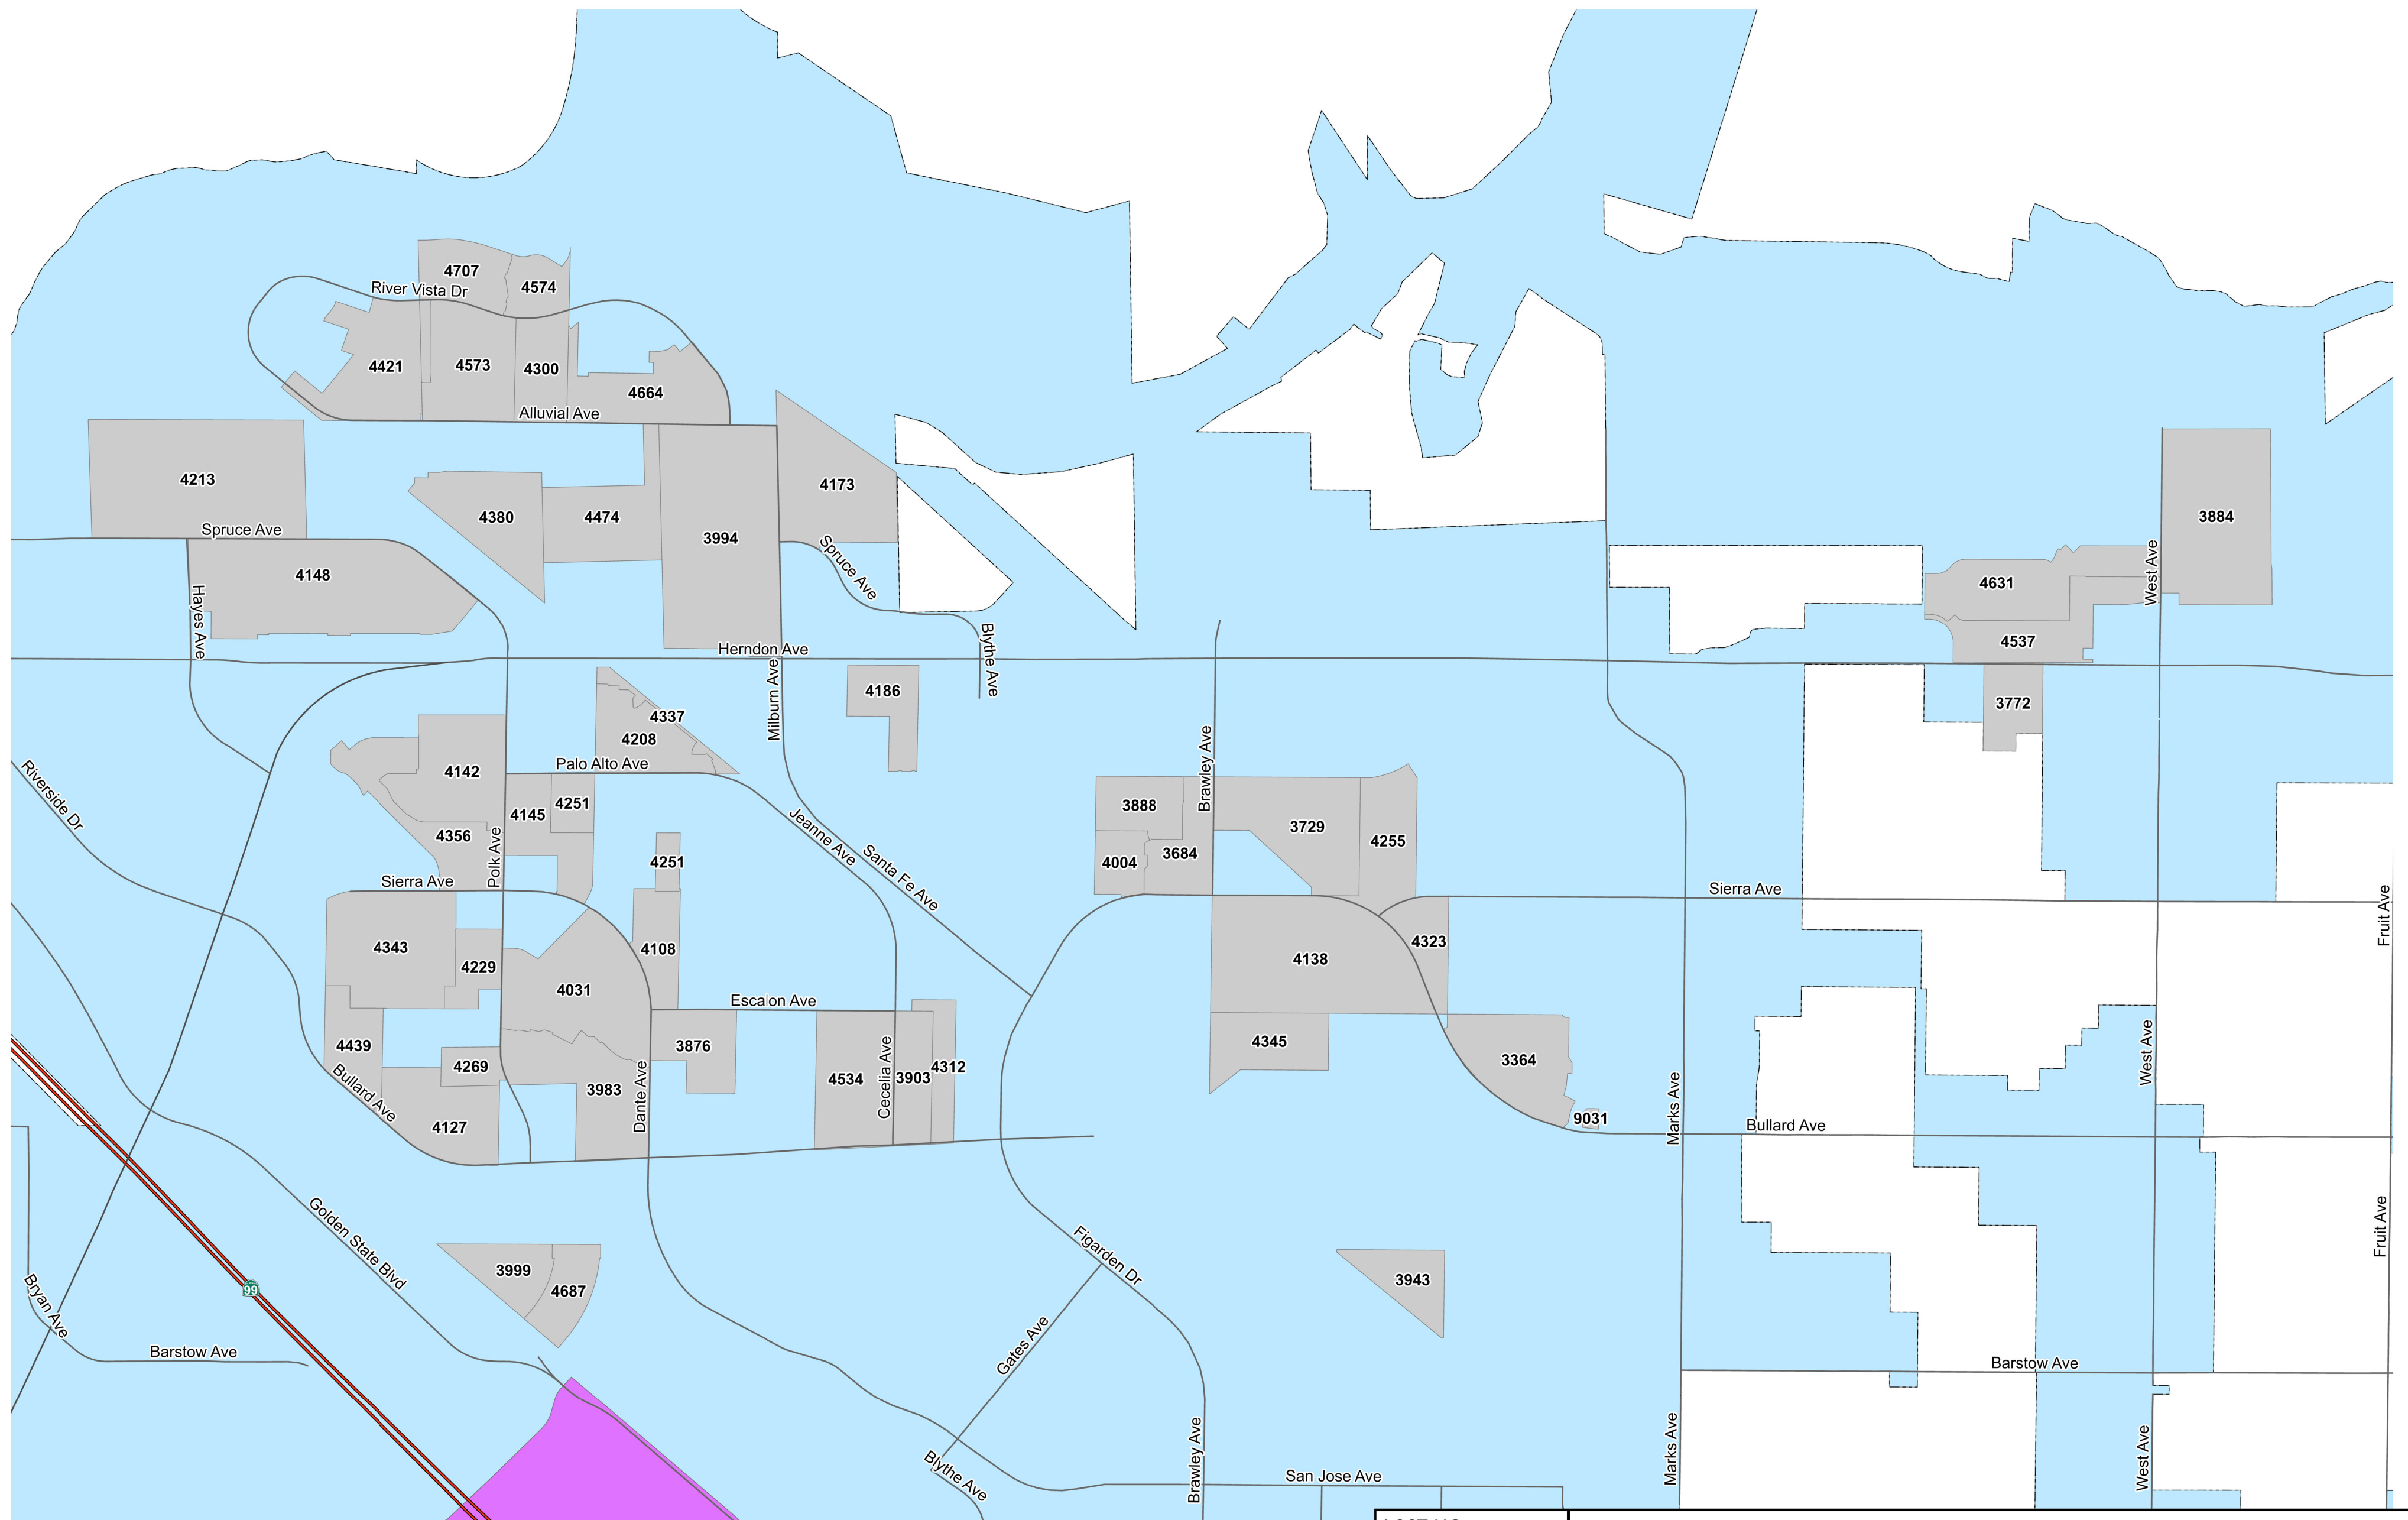 4707
4574
River Vista Dr
4421
4573
4300
4664
Alluvial Ave
4213
4173
4380
4474
3994
3884
Spruce Ave
Spruce Ave
4148
Hayes Ave
West Ave
4631
4537
Herndon Ave
Blythe Ave
Milburn Ave
4186
3772
4337
4208
Palo Alto Ave
4142
Riverside Dr
4145
4251
4356
Polk Ave
4251
Jeanne Ave
Santa Fe Ave
Brawley Ave
3888
3729
4255
4004
3684
Sierra Ave
Sierra Ave
Fruit Ave
4343
4229
4108
4031
4138
4323
Escalon Ave
4439
4269
3876
4345
3364
4312
4534
3903
Cecelia Ave
3983
Dante Ave
Bullard Ave
4127
9031
Marks Ave
West Ave
Bullard Ave
Golden State Blvd
Figarden Dr
Fruit Ave
3999
4687
3943
99
Bryan Ave
Barstow Ave
Gates Ave
Barstow Ave
Blythe Ave
Brawley Ave
San Jose Ave
Marks Ave
West Ave